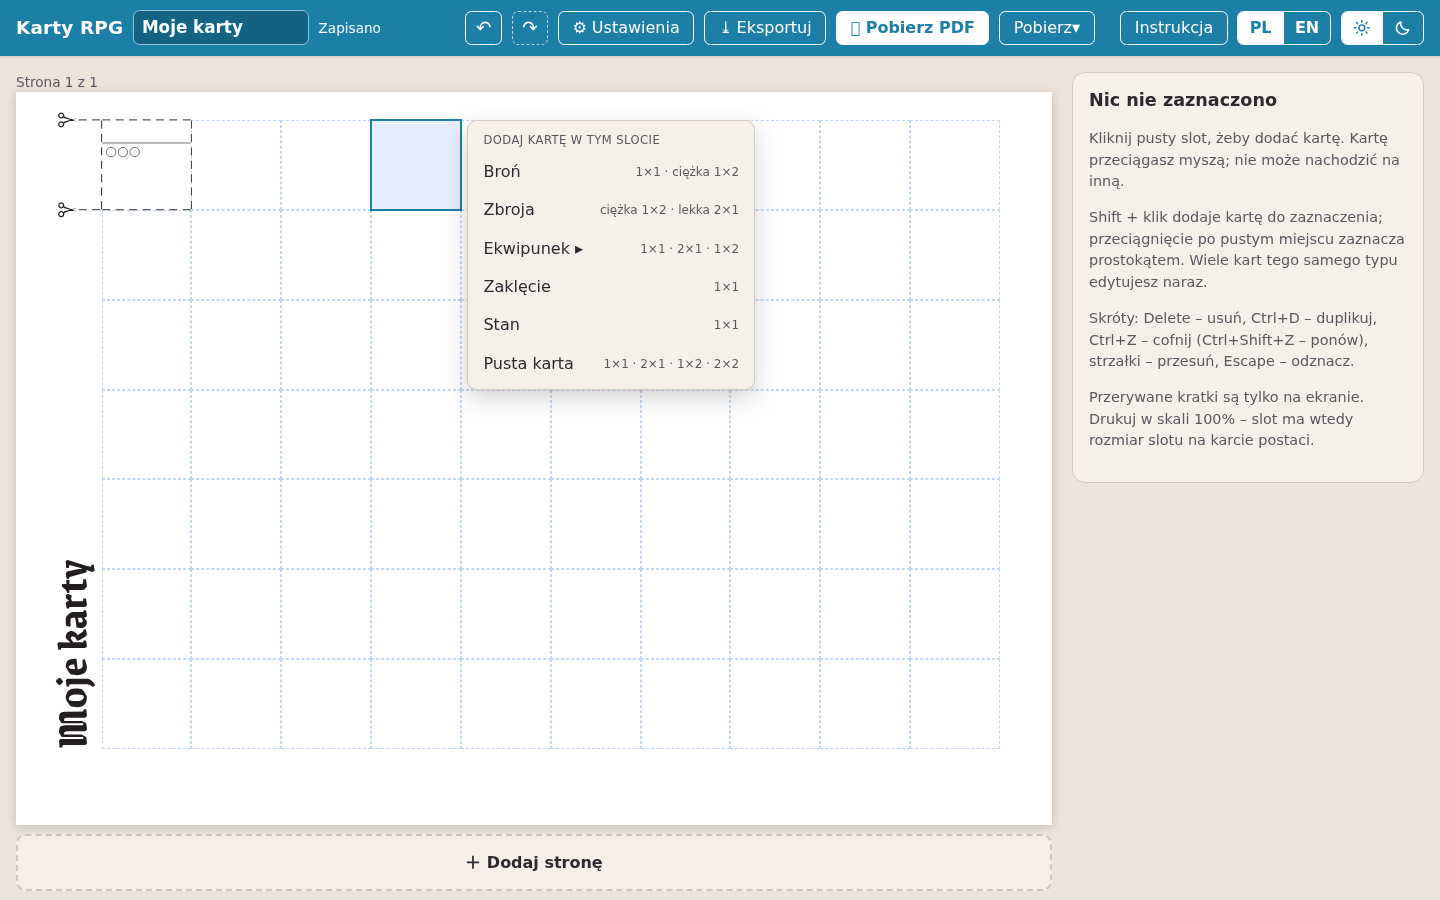 Karty RPG
Moje karty
Zapisano
↶
↷
⚙ Ustawienia
⤓ Eksportuj
Pobierz PDF
Pobierz▾
Instrukcja
PL
EN
Strona 1 z 1
DODAJ KARTĘ W TYM SLOCIE
Broń 1×1 · ciężka 1×2
Zbroja ciężka 1×2 · lekka 2×1
Ekwipunek ▸ 1×1 · 2×1 · 1×2
Zaklęcie 1×1
Stan 1×1
Pusta karta 1×1 · 2×1 · 1×2 · 2×2
Moje karty
+ Dodaj stronę
Nic nie zaznaczono
Kliknij pusty slot, żeby dodać kartę. Kartę
przeciągasz myszą; nie może nachodzić na
inną.
Shift + klik dodaje kartę do zaznaczenia;
przeciągnięcie po pustym miejscu zaznacza
prostokątem. Wiele kart tego samego typu
edytujesz naraz.
Skróty: Delete – usuń, Ctrl+D – duplikuj,
Ctrl+Z – cofnij (Ctrl+Shift+Z – ponów),
strzałki – przesuń, Escape – odznacz.
Przerywane kratki są tylko na ekranie.
Drukuj w skali 100% – slot ma wtedy
rozmiar slotu na karcie postaci.